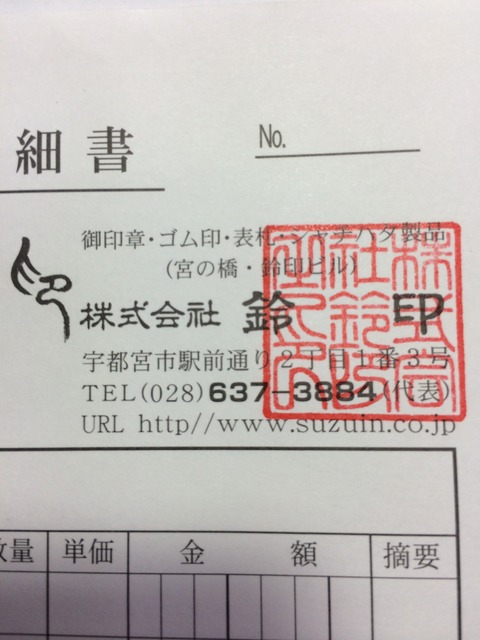 細書
No.
御印章・ゴム印・表札・シャチハタ製品
(宮の橋・鈴印ビル)
株式会社 鈴 印
宇都宮市駅前通り2丁目1番3号
TEL(028)637-3884(代表)
URL http//www.suzuin.co.jp
数量 単価 金 額 摘要